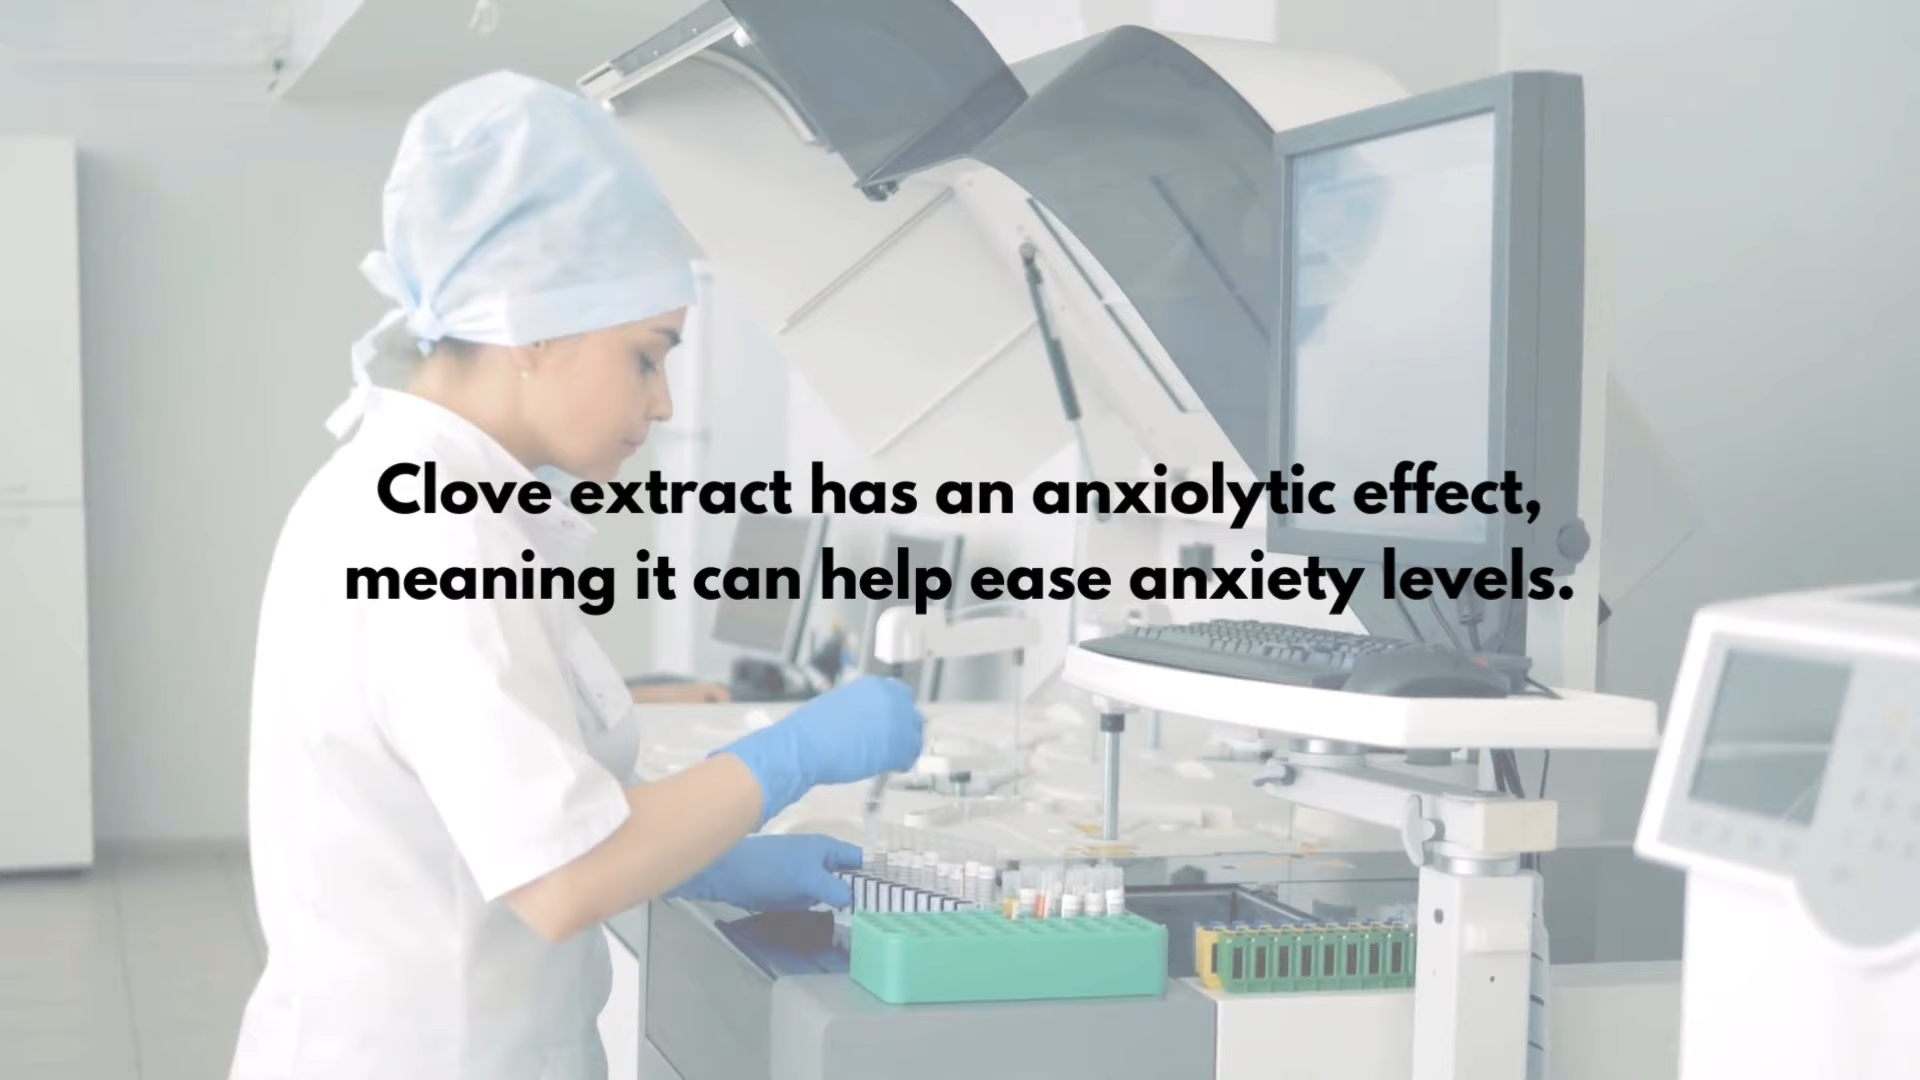 Clove extract has an anxiolytic effect,
meaning it can help ease anxiety levels.